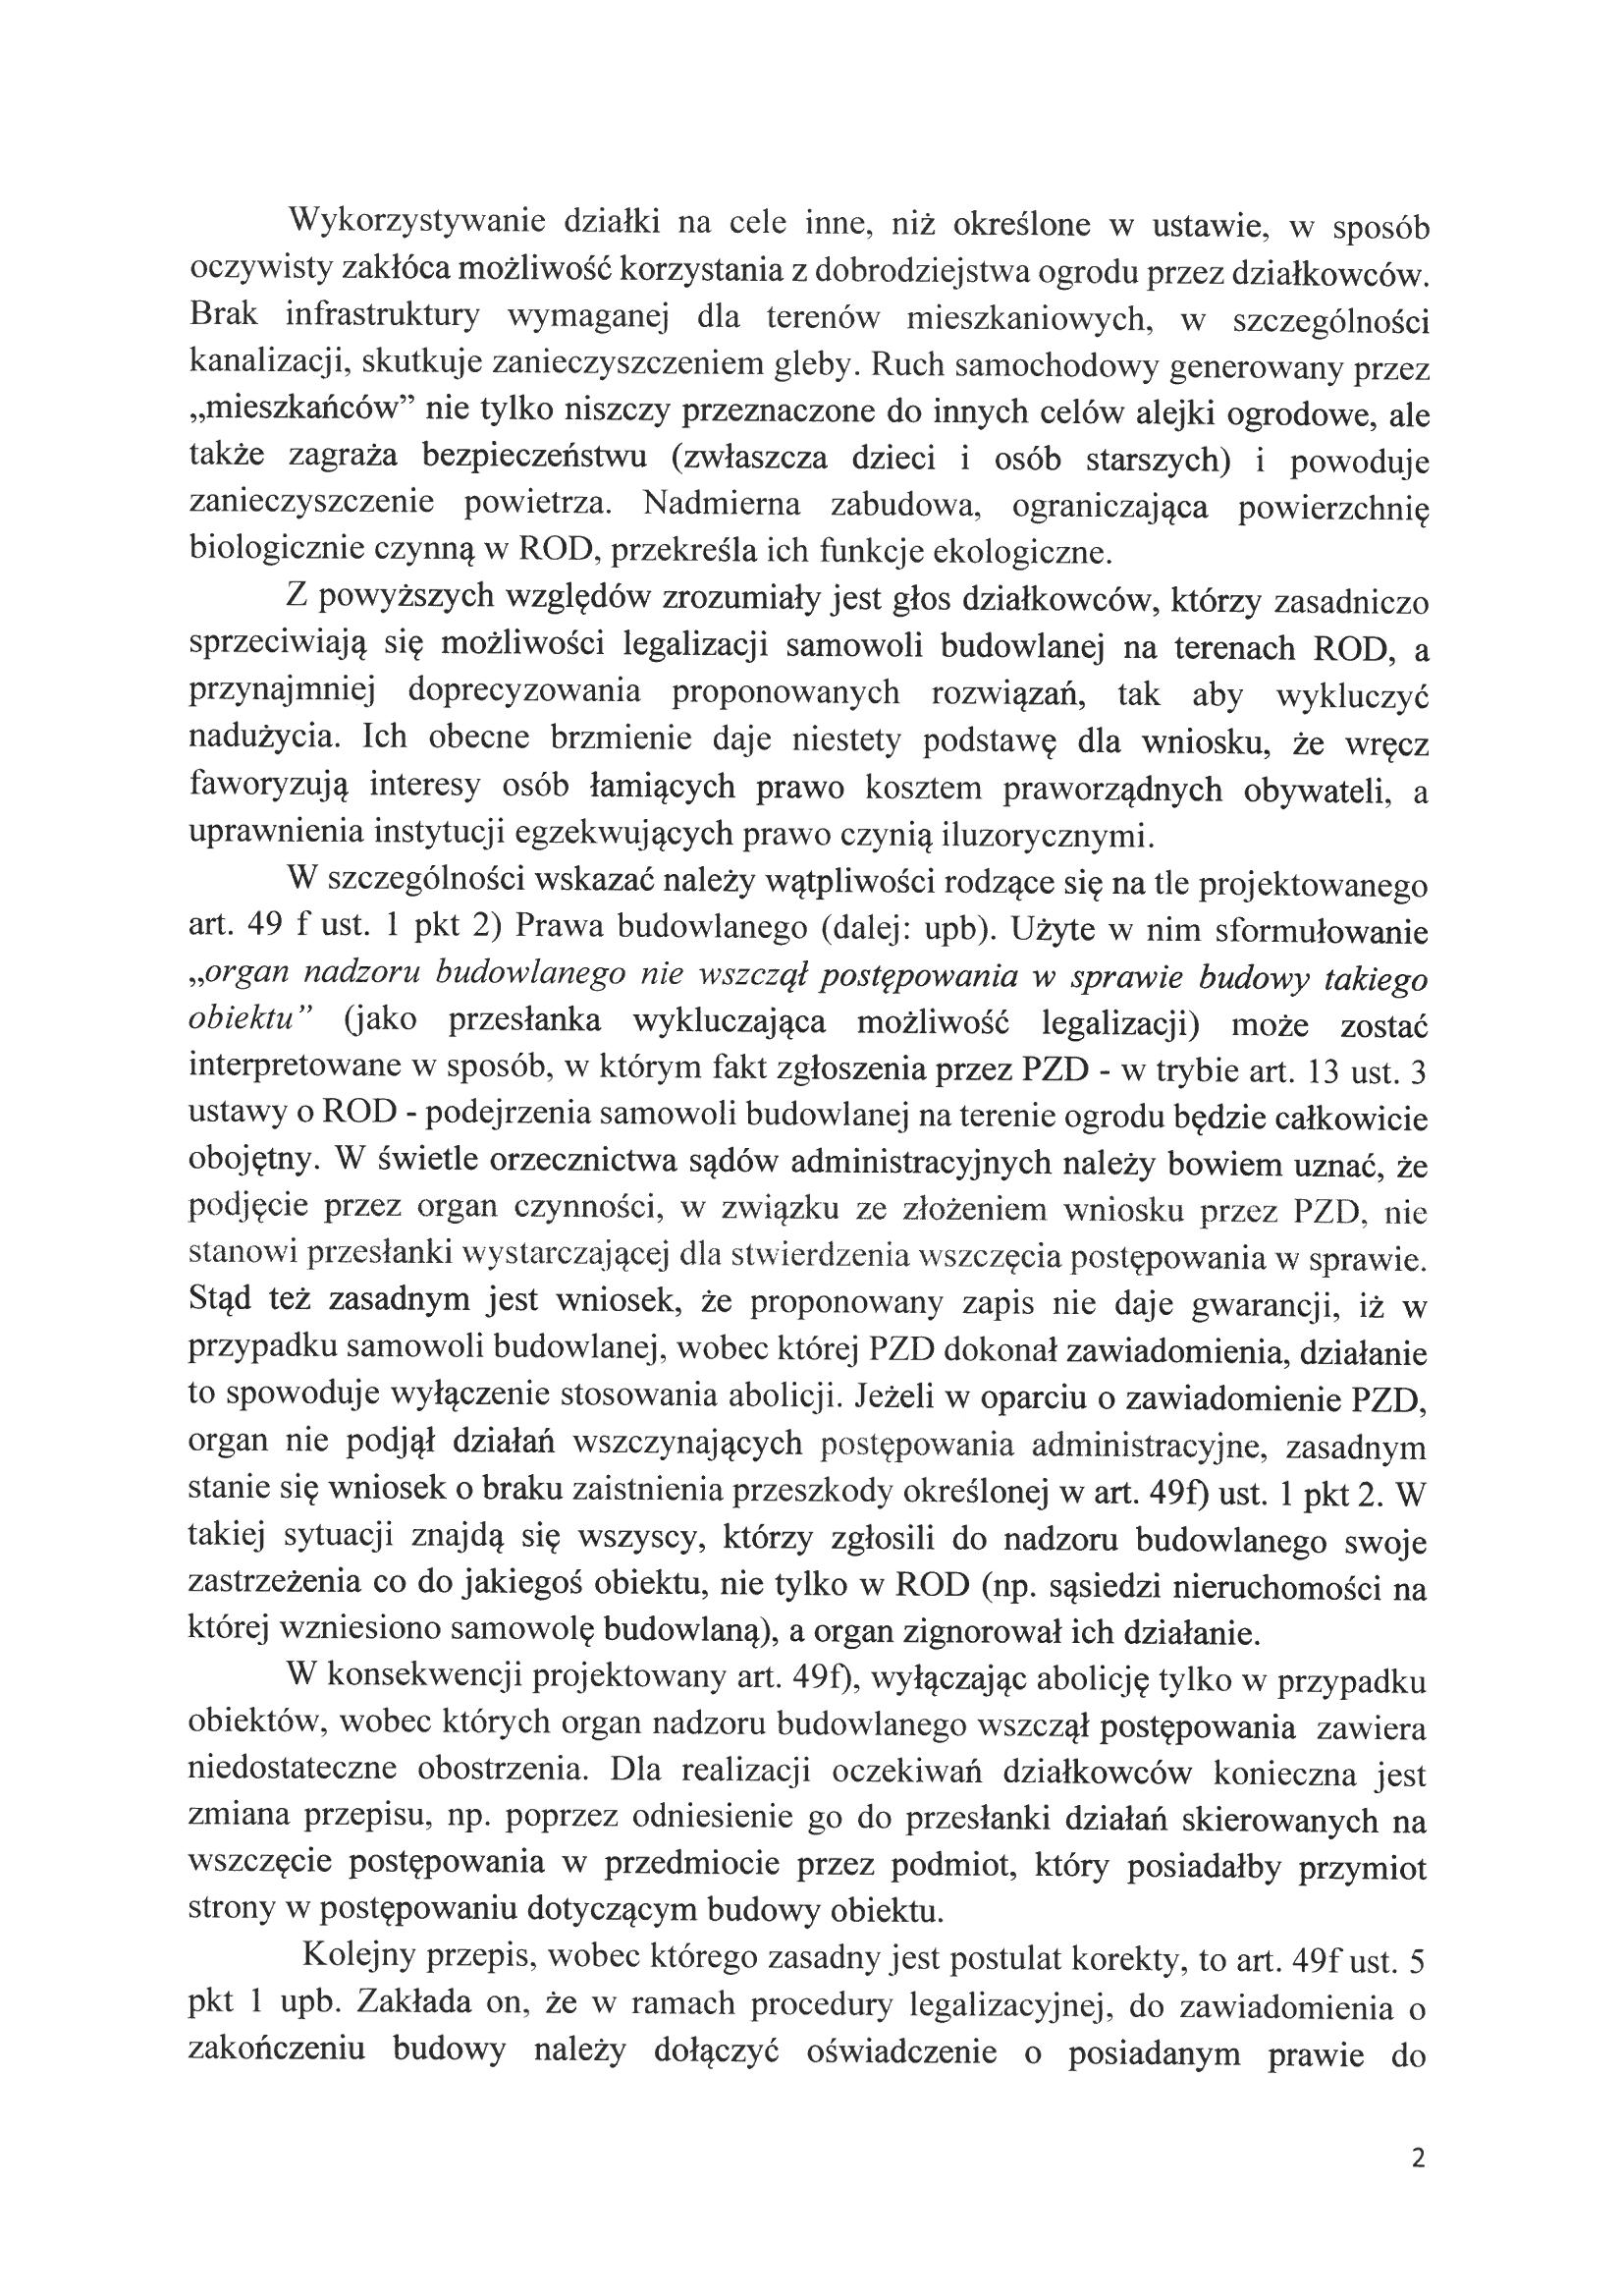 Wykorzystywanie działki na cele inne, niż określone w ustawie, w sposób
oczywisty zakłóca możliwość korzystania z dobrodziejstwa ogrodu przez działkowców.
Brak infrastruktury wymaganej dla terenów mieszkaniowych, w szczególności
kanalizacji, skutkuje zanieczyszczeniem gleby. Ruch samochodowy generowany przez
„mieszkańców” nie tylko niszczy przeznaczone do innych celów alejki ogrodowe, ale
także zagraża bezpieczeństwu (zwłaszcza dzieci i osób starszych) i powoduje
zanieczyszczenie powietrza. Nadmierna zabudowa, ograniczająca powierzchnię
biologicznie czynną w ROD, przekreśla ich funkcje ekologiczne.
Z powyższych względów zrozumiały jest głos działkowców, którzy zasadniczo
sprzeciwiają się możliwości legalizacji samowoli budowlanej na terenach ROD, a
przynajmniej doprecyzowania proponowanych rozwiązań, tak aby wykluczyć
nadużycia. Ich obecne brzmienie daje niestety podstawę dla wniosku, że wręcz
faworyzują interesy osób łamiących prawo kosztem praworządnych obywateli, a
uprawnienia instytucji egzekwujących prawo czynią iluzorycznymi.
W szczególności wskazać należy wątpliwości rodzące się na tle projektowanego
art. 49 f ust. 1 pkt 2) Prawa budowlanego (dalej: upb). Użyte w nim sformułowanie
„organ nadzoru budowlanego nie wszczął postępowania w sprawie budowy takiego
obiektu” (jako przesłanka wykluczająca możliwość legalizacji) może zostać
interpretowane w sposób, w którym fakt zgłoszenia przez PZD - w trybie art. 13 ust. 3
ustawy o ROD - podejrzenia samowoli budowlanej na terenie ogrodu będzie całkowicie
obojętny. W świetle orzecznictwa sądów administracyjnych należy bowiem uznać, że
podjęcie przez organ czynności, w związku ze złożeniem wniosku przez PZD, nie
stanowi przesłanki wystarczającej dla stwierdzenia wszczęcia postępowania w sprawie.
Stąd też zasadnym jest wniosek, że proponowany zapis nie daje gwarancji, iż w
przypadku samowoli budowlanej, wobec której PZD dokonał zawiadomienia, działanie
to spowoduje wyłączenie stosowania abolicji. Jeżeli w oparciu o zawiadomienie PZD,
organ nie podjął działań wszczynających postępowania administracyjne, zasadnym
stanie się wniosek o braku zaistnienia przeszkody określonej w art. 49f) ust. 1 pkt 2. W
takiej sytuacji znajdą się wszyscy, którzy zgłosili do nadzoru budowlanego swoje
zastrzeżenia co do jakiegoś obiektu, nie tylko w ROD (np. sąsiedzi nieruchomości na
której wzniesiono samowolę budowlaną), a organ zignorował ich działanie.
W konsekwencji projektowany art. 49f), wyłączając abolicję tylko w przypadku
obiektów, wobec których organ nadzoru budowlanego wszczął postępowania zawiera
niedostateczne obostrzenia. Dla realizacji oczekiwań działkowców konieczna jest
zmiana przepisu, np. poprzez odniesienie go do przesłanki działań skierowanych na
wszczęcie postępowania w przedmiocie przez podmiot, który posiadałby przymiot
strony w postępowaniu dotyczącym budowy obiektu.
Kolejny przepis, wobec którego zasadny jest postulat korekty, to art. 49f ust. 5
pkt 1 upb. Zakłada on, że w ramach procedury legalizacyjnej, do zawiadomienia o
zakończeniu budowy należy dołączyć oświadczenie o posiadanym prawie do
2